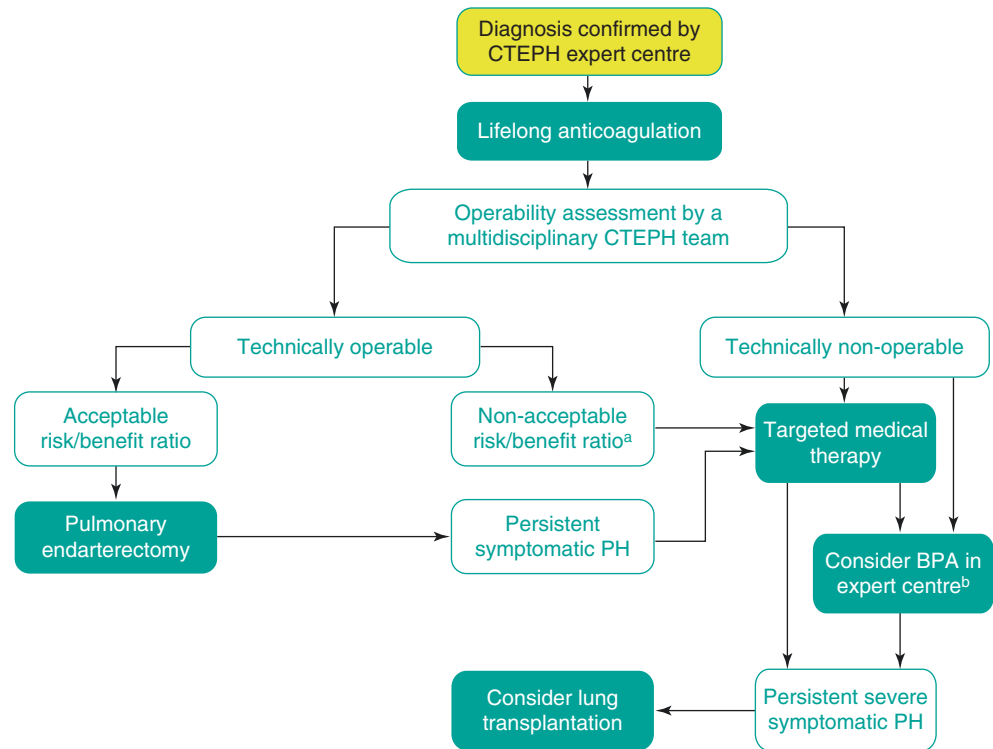 Diagnosis confirmed by
CTEPH expert centre
Lifelong anticoagulation
Operability assessment by a
multidisciplinary CTEPH team
Technically operable
Technically non-operable
Acceptable
risk/benefit ratio
Non-acceptable
risk/benefit ratioᵃ
Targeted medical
therapy
Pulmonary
endarterectomy
Persistent
symptomatic PH
Consider BPA in
expert centreᵇ
Consider lung
transplantation
Persistent severe
symptomatic PH